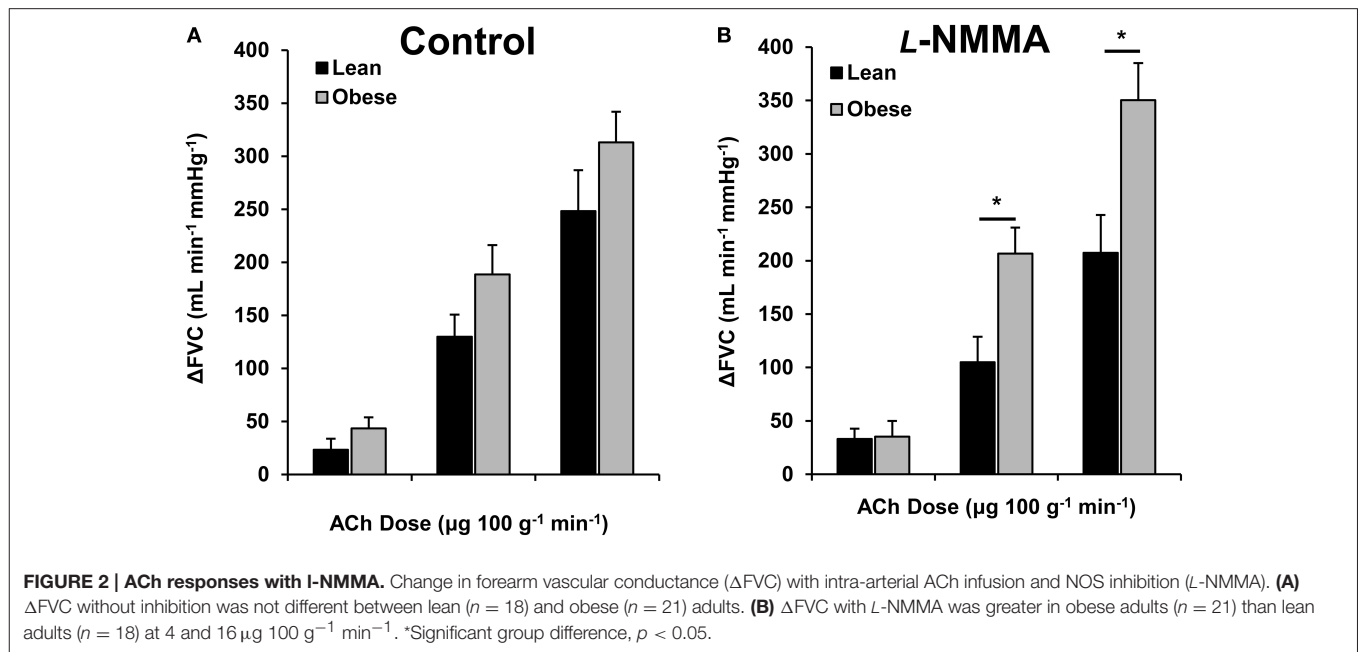 A
Control
400
350
300
250
200
150
100
50
0
ΔFVC (mL min⁻¹ mmHg⁻¹)
Lean
Obese
ACh Dose (µg 100 g⁻¹ min⁻¹)
B
L-NMMA
400
350
300
250
200
150
100
50
0
ΔFVC (mL min⁻¹ mmHg⁻¹)
Lean
Obese
*
*
ACh Dose (µg 100 g⁻¹ min⁻¹)
FIGURE 2 | ACh responses with l-NMMA. Change in forearm vascular conductance (ΔFVC) with intra-arterial ACh infusion and NOS inhibition (L-NMMA). (A)
ΔFVC without inhibition was not different between lean (n = 18) and obese (n = 21) adults. (B) ΔFVC with L-NMMA was greater in obese adults (n = 21) than lean
adults (n = 18) at 4 and 16 µg 100 g⁻¹ min⁻¹. *Significant group difference, p < 0.05.